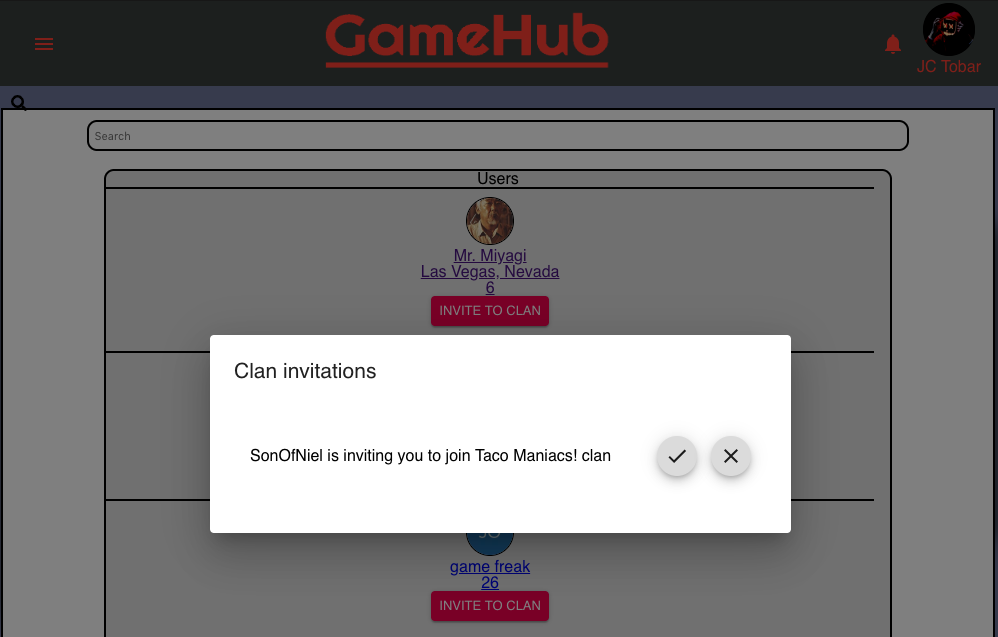 GameHub
JC Tobar
Search
Users
Mr. Miyagi
Las Vegas, Nevada
6
INVITE TO CLAN
Clan invitations
SonOfNiel is inviting you to join Taco Maniacs! clan
game freak
26
INVITE TO CLAN